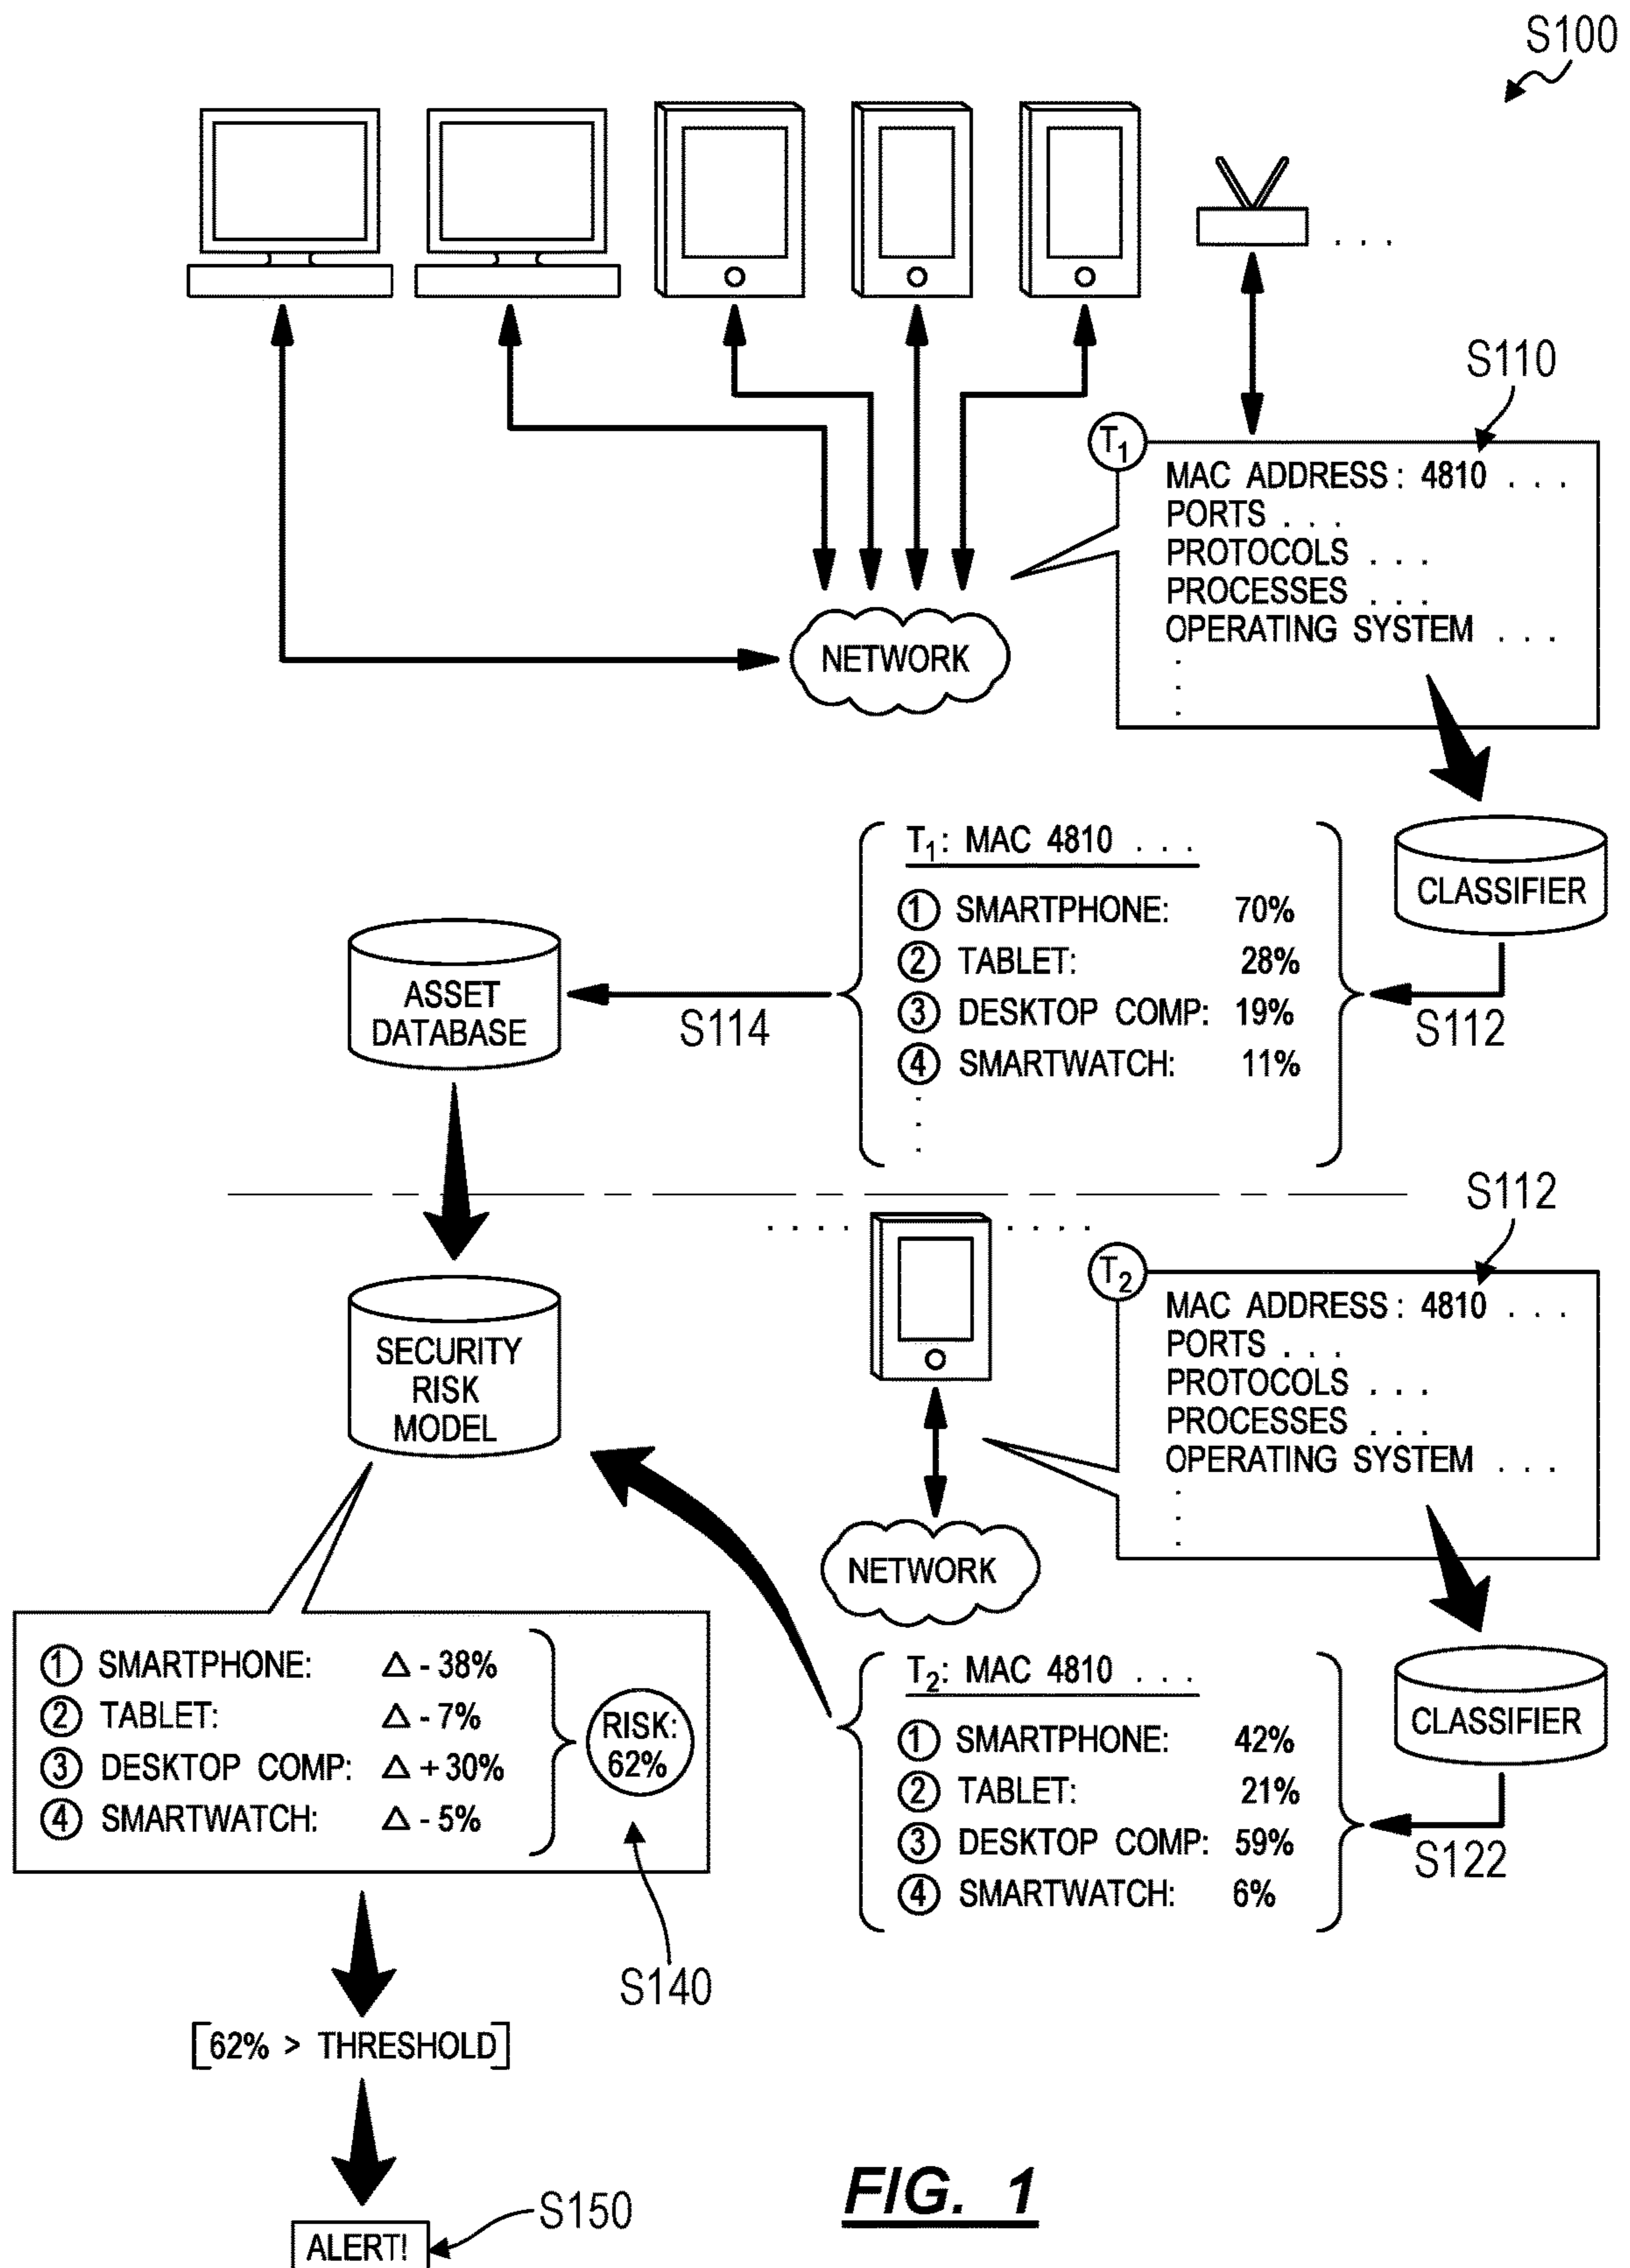 S100
S110
T1
MAC ADDRESS: 4810 . . .
PORTS . . .
PROTOCOLS . . .
PROCESSES . . .
OPERATING SYSTEM . . .
NETWORK
T1: MAC 4810 . . .
① SMARTPHONE: 70%
② TABLET: 28%
③ DESKTOP COMP: 19%
④ SMARTWATCH: 11%
CLASSIFIER
S112
S114
ASSET
DATABASE
S112
T2
MAC ADDRESS: 4810 . . .
PORTS . . .
PROTOCOLS . . .
PROCESSES . . .
OPERATING SYSTEM . . .
SECURITY
RISK
MODEL
NETWORK
T2: MAC 4810 . . .
① SMARTPHONE: 42%
② TABLET: 21%
③ DESKTOP COMP: 59%
④ SMARTWATCH: 6%
CLASSIFIER
S122
① SMARTPHONE: Δ - 38%
② TABLET: Δ - 7%
③ DESKTOP COMP: Δ + 30%
④ SMARTWATCH: Δ - 5%
RISK:
62%
S140
[62% > THRESHOLD]
S150
ALERT!
FIG. 1